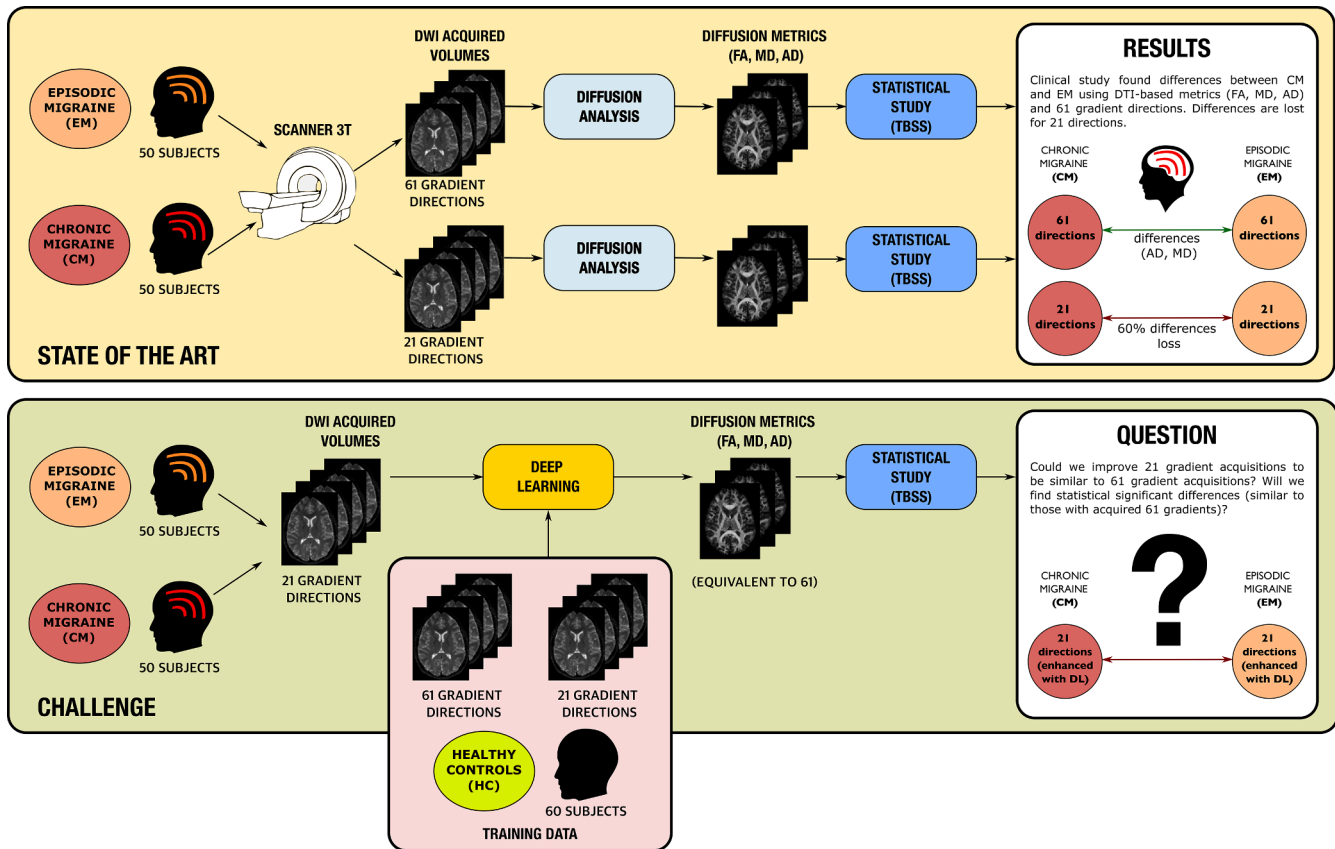 DWI ACQUIRED
VOLUMES
DIFFUSION METRICS
(FA, MD, AD)
EPISODIC
MIGRAINE
(EM)
50 SUBJECTS
SCANNER 3T
CHRONIC
MIGRAINE
(CM)
50 SUBJECTS
61 GRADIENT
DIRECTIONS
DIFFUSION
ANALYSIS
STATISTICAL
STUDY
(TBSS)
21 GRADIENT
DIRECTIONS
DIFFUSION
ANALYSIS
STATISTICAL
STUDY
(TBSS)
STATE OF THE ART
RESULTS
Clinical study found differences between CM
and EM using DTI-based metrics (FA, MD, AD)
and 61 gradient directions. Differences are lost
for 21 directions.
CHRONIC
MIGRAINE
(CM)
EPISODIC
MIGRAINE
(EM)
61
directions
differences
(AD, MD)
61
directions
21
directions
60% differences
loss
21
directions
EPISODIC
MIGRAINE
(EM)
50 SUBJECTS
CHRONIC
MIGRAINE
(CM)
50 SUBJECTS
DWI ACQUIRED
VOLUMES
21 GRADIENT
DIRECTIONS
DEEP
LEARNING
DIFFUSION METRICS
(FA, MD, AD)
(EQUIVALENT TO 61)
STATISTICAL
STUDY
(TBSS)
CHALLENGE
61 GRADIENT
DIRECTIONS
21 GRADIENT
DIRECTIONS
HEALTHY
CONTROLS
(HC)
60 SUBJECTS
TRAINING DATA
QUESTION
Could we improve 21 gradient acquisitions to
be similar to 61 gradient acquisitions? Will we
find statistical significant differences (similar to
those with acquired 61 gradients)?
?
CHRONIC
MIGRAINE
(CM)
EPISODIC
MIGRAINE
(EM)
21
directions
(enhanced
with DL)
21
directions
(enhanced
with DL)